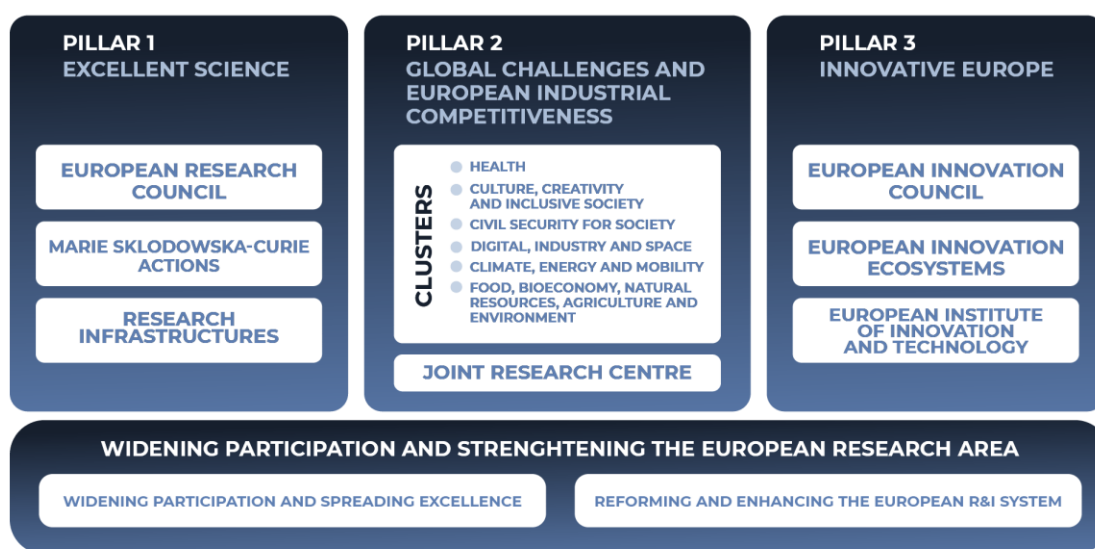 PILLAR 1
EXCELLENT SCIENCE
EUROPEAN RESEARCH
COUNCIL
MARIE SKLODOWSKA-CURIE
ACTIONS
RESEARCH
INFRASTRUCTURES
PILLAR 2
GLOBAL CHALLENGES AND
EUROPEAN INDUSTRIAL
COMPETITIVENESS
CLUSTERS
HEALTH
CULTURE, CREATIVITY
AND INCLUSIVE SOCIETY
CIVIL SECURITY FOR SOCIETY
DIGITAL, INDUSTRY AND SPACE
CLIMATE, ENERGY AND MOBILITY
FOOD, BIOECONOMY, NATURAL
RESOURCES, AGRICULTURE AND
ENVIRONMENT
JOINT RESEARCH CENTRE
PILLAR 3
INNOVATIVE EUROPE
EUROPEAN INNOVATION
COUNCIL
EUROPEAN INNOVATION
ECOSYSTEMS
EUROPEAN INSTITUTE
OF INNOVATION
AND TECHNOLOGY
WIDENING PARTICIPATION AND STRENGHTENING THE EUROPEAN RESEARCH AREA
WIDENING PARTICIPATION AND SPREADING EXCELLENCE
REFORMING AND ENHANCING THE EUROPEAN R&I SYSTEM